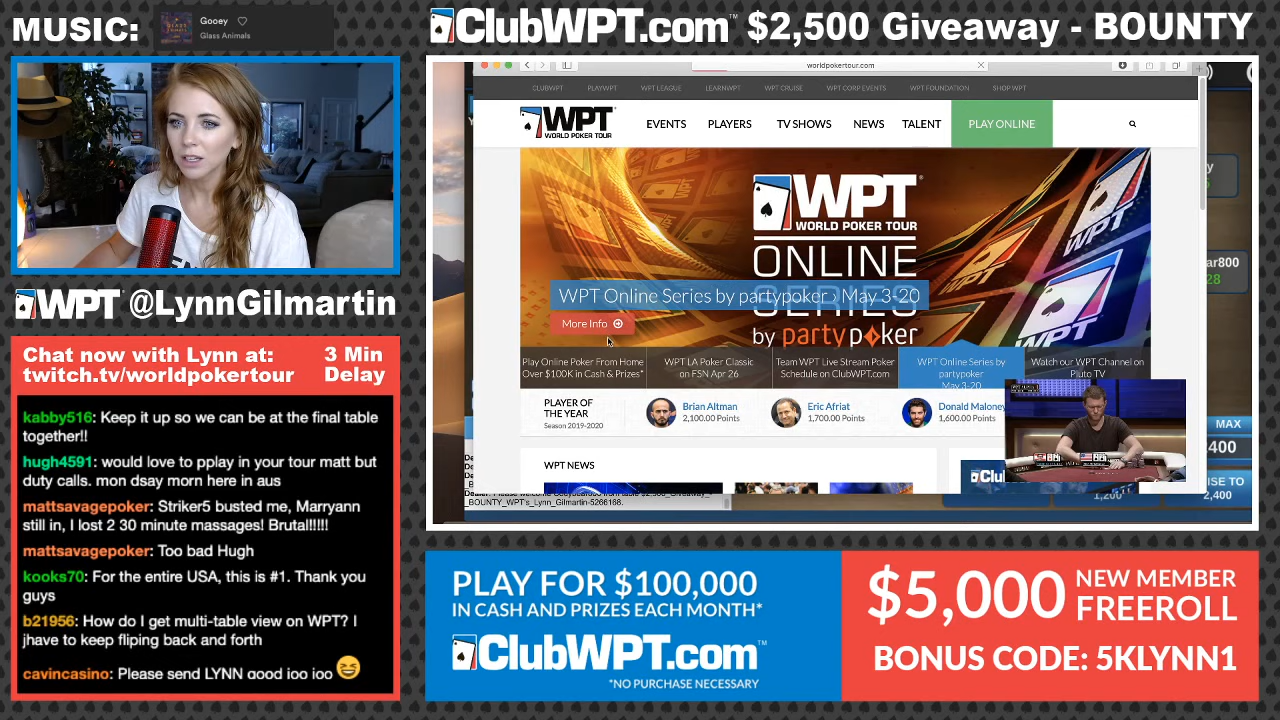 MUSIC:
Gooey
Glass Animals
ClubWPT.com™ $2,500 Giveaway - BOUNTY
WPT @LynnGilmartin
Chat now with Lynn at:
twitch.tv/worldpokertour
3 Min
Delay
kabby516: Keep it up so we can be at the final table
together!!
hugh4591: would love to pplay in your tour matt but
duty calls. mon dsay morn here in aus
mattsavagepoker: Striker5 busted me, Marryann
still in, I lost 2 30 minute massages! Brutal!!!!!
mattsavagepoker: Too bad Hugh
kooks70: For the entire USA, this is #1. Thank you
guys
b21956: How do I get multi-table view on WPT? I
jhave to keep fliping back and forth
cavincasino: Please send LYNN good joo joo
worldpokertour.com
CLUBWPT PLAYWPT WPT LEAGUE LEARNWPT WPT CRUISE WPT CORP EVENTS WPT FOUNDATION SHOP WPT
WPT
WORLD POKER TOUR
EVENTS PLAYERS TV SHOWS NEWS TALENT PLAY ONLINE
WPT
WORLD POKER TOUR
ONLINE
SERIES
by partypoker
WPT Online Series by partypoker › May 3-20
More Info
Play Online Poker From Home
Over $100K in Cash & Prizes*
WPT LA Poker Classic
on FSN Apr 26
Team WPT Live Stream Poker
Schedule on ClubWPT.com
WPT Online Series by
partypoker
May 3-20
Watch our WPT Channel on
Pluto TV
PLAYER OF
THE YEAR
Season 2019-2020
Brian Altman
2,100.00 Points
Eric Afriat
1,700.00 Points
Donald Maloney
1,600.00 Points
WPT NEWS
Club
WPT
WPT
ar800
28
MAX
400
1,200
ISE TO
2,400
_BOUNTY_WPT's_Lynn_Gilmartin-5266168.
PLAY FOR $100,000
IN CASH AND PRIZES EACH MONTH*
ClubWPT.com™
*NO PURCHASE NECESSARY
$5,000 NEW MEMBER
FREEROLL
BONUS CODE: 5KLYNN1